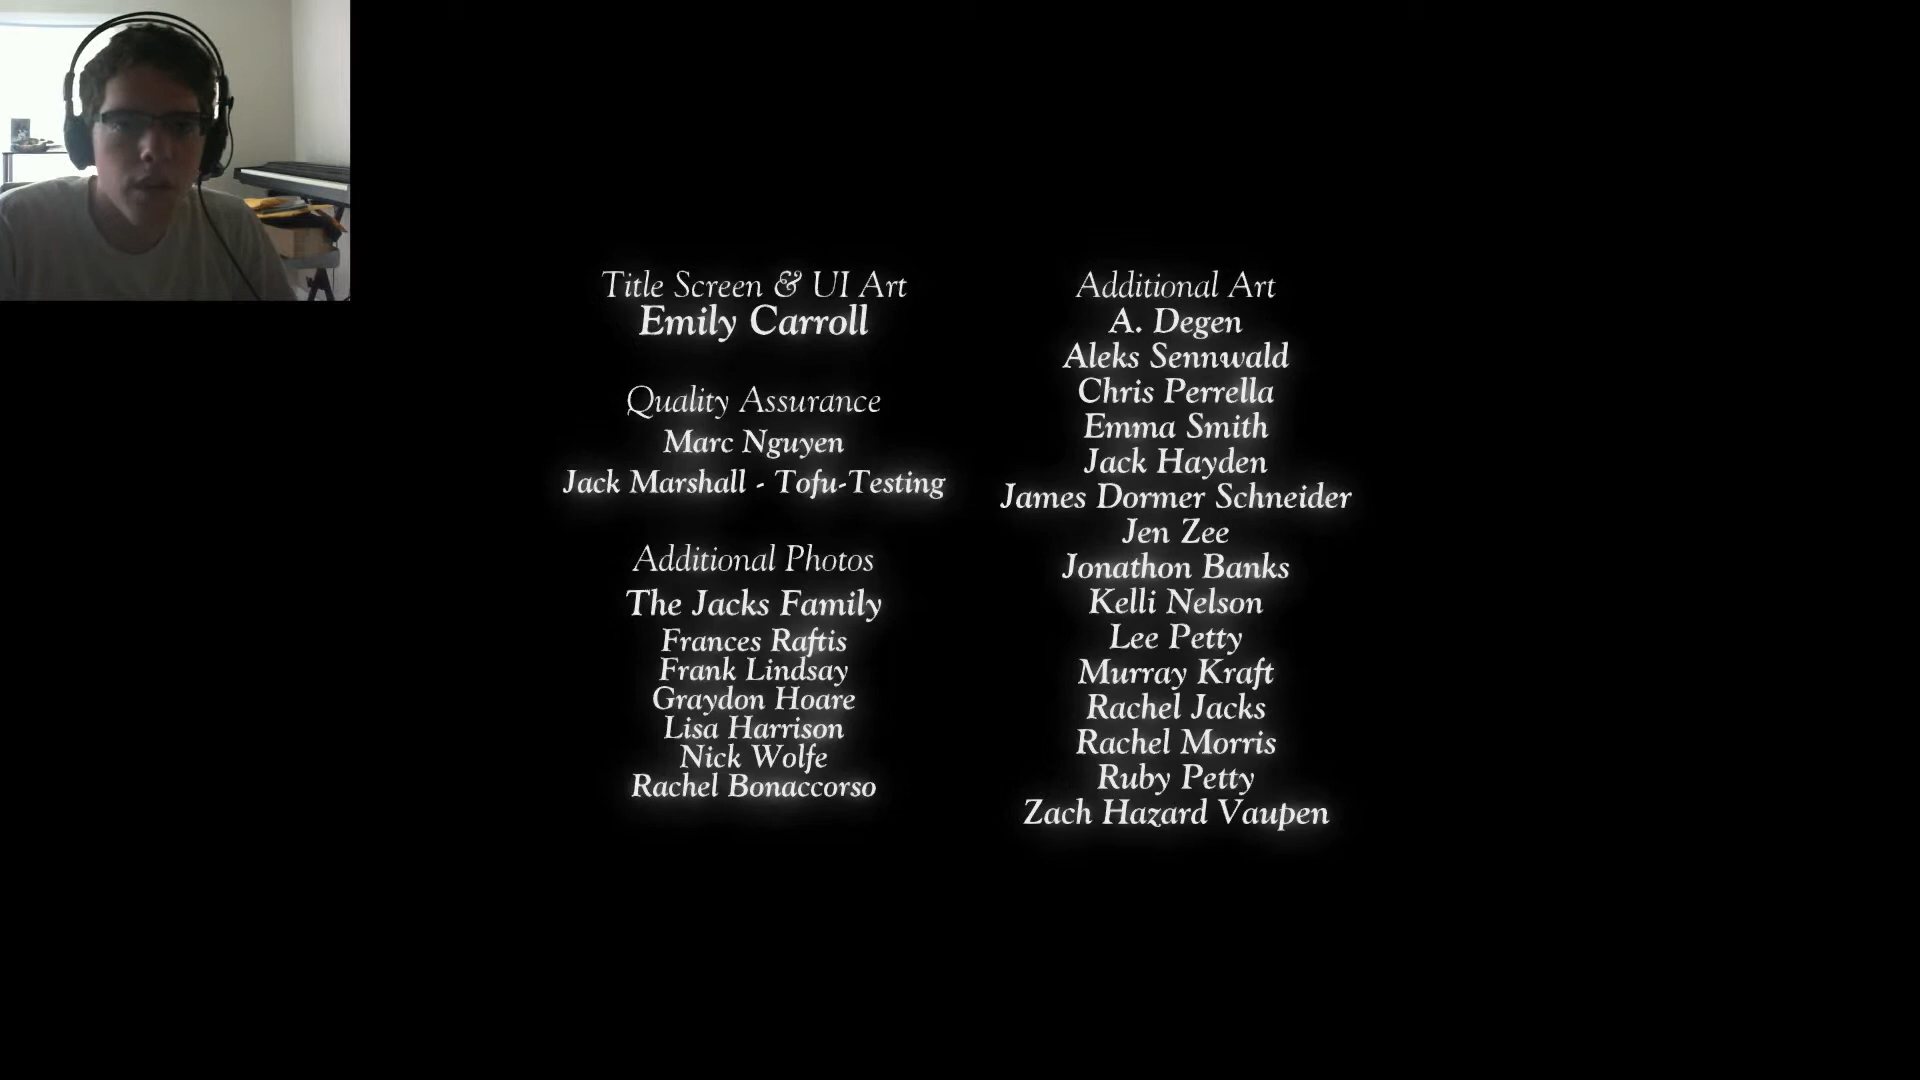 Title Screen & UI Art
Emily Carroll
Quality Assurance
Marc Nguyen
Jack Marshall - Tofu-Testing
Additional Photos
The Jacks Family
Frances Raftis
Frank Lindsay
Graydon Hoare
Lisa Harrison
Nick Wolfe
Rachel Bonaccorso
Additional Art
A. Degen
Aleks Sennwald
Chris Perrella
Emma Smith
Jack Hayden
James Dormer Schneider
Jen Zee
Jonathon Banks
Kelli Nelson
Lee Petty
Murray Kraft
Rachel Jacks
Rachel Morris
Ruby Petty
Zach Hazard Vaupen